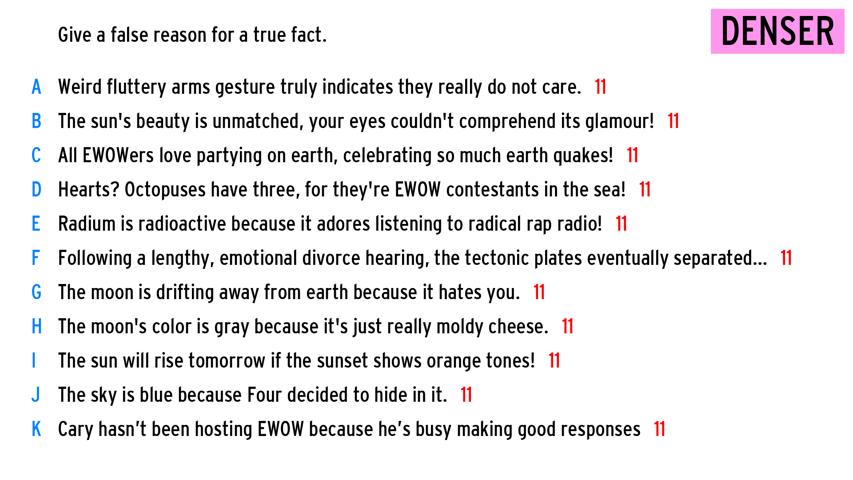 Give a false reason for a true fact.
DENSER
A Weird fluttery arms gesture truly indicates they really do not care. 11
B The sun's beauty is unmatched, your eyes couldn't comprehend its glamour! 11
C All EWOWers love partying on earth, celebrating so much earth quakes! 11
D Hearts? Octopuses have three, for they're EWOW contestants in the sea! 11
E Radium is radioactive because it adores listening to radical rap radio! 11
F Following a lengthy, emotional divorce hearing, the tectonic plates eventually separated... 11
G The moon is drifting away from earth because it hates you. 11
H The moon's color is gray because it's just really moldy cheese. 11
I The sun will rise tomorrow if the sunset shows orange tones! 11
J The sky is blue because Four decided to hide in it. 11
K Cary hasn’t been hosting EWOW because he’s busy making good responses 11